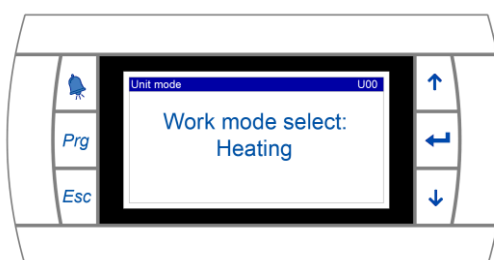 Unit mode U00
Work mode select:
Heating
Prg
Esc